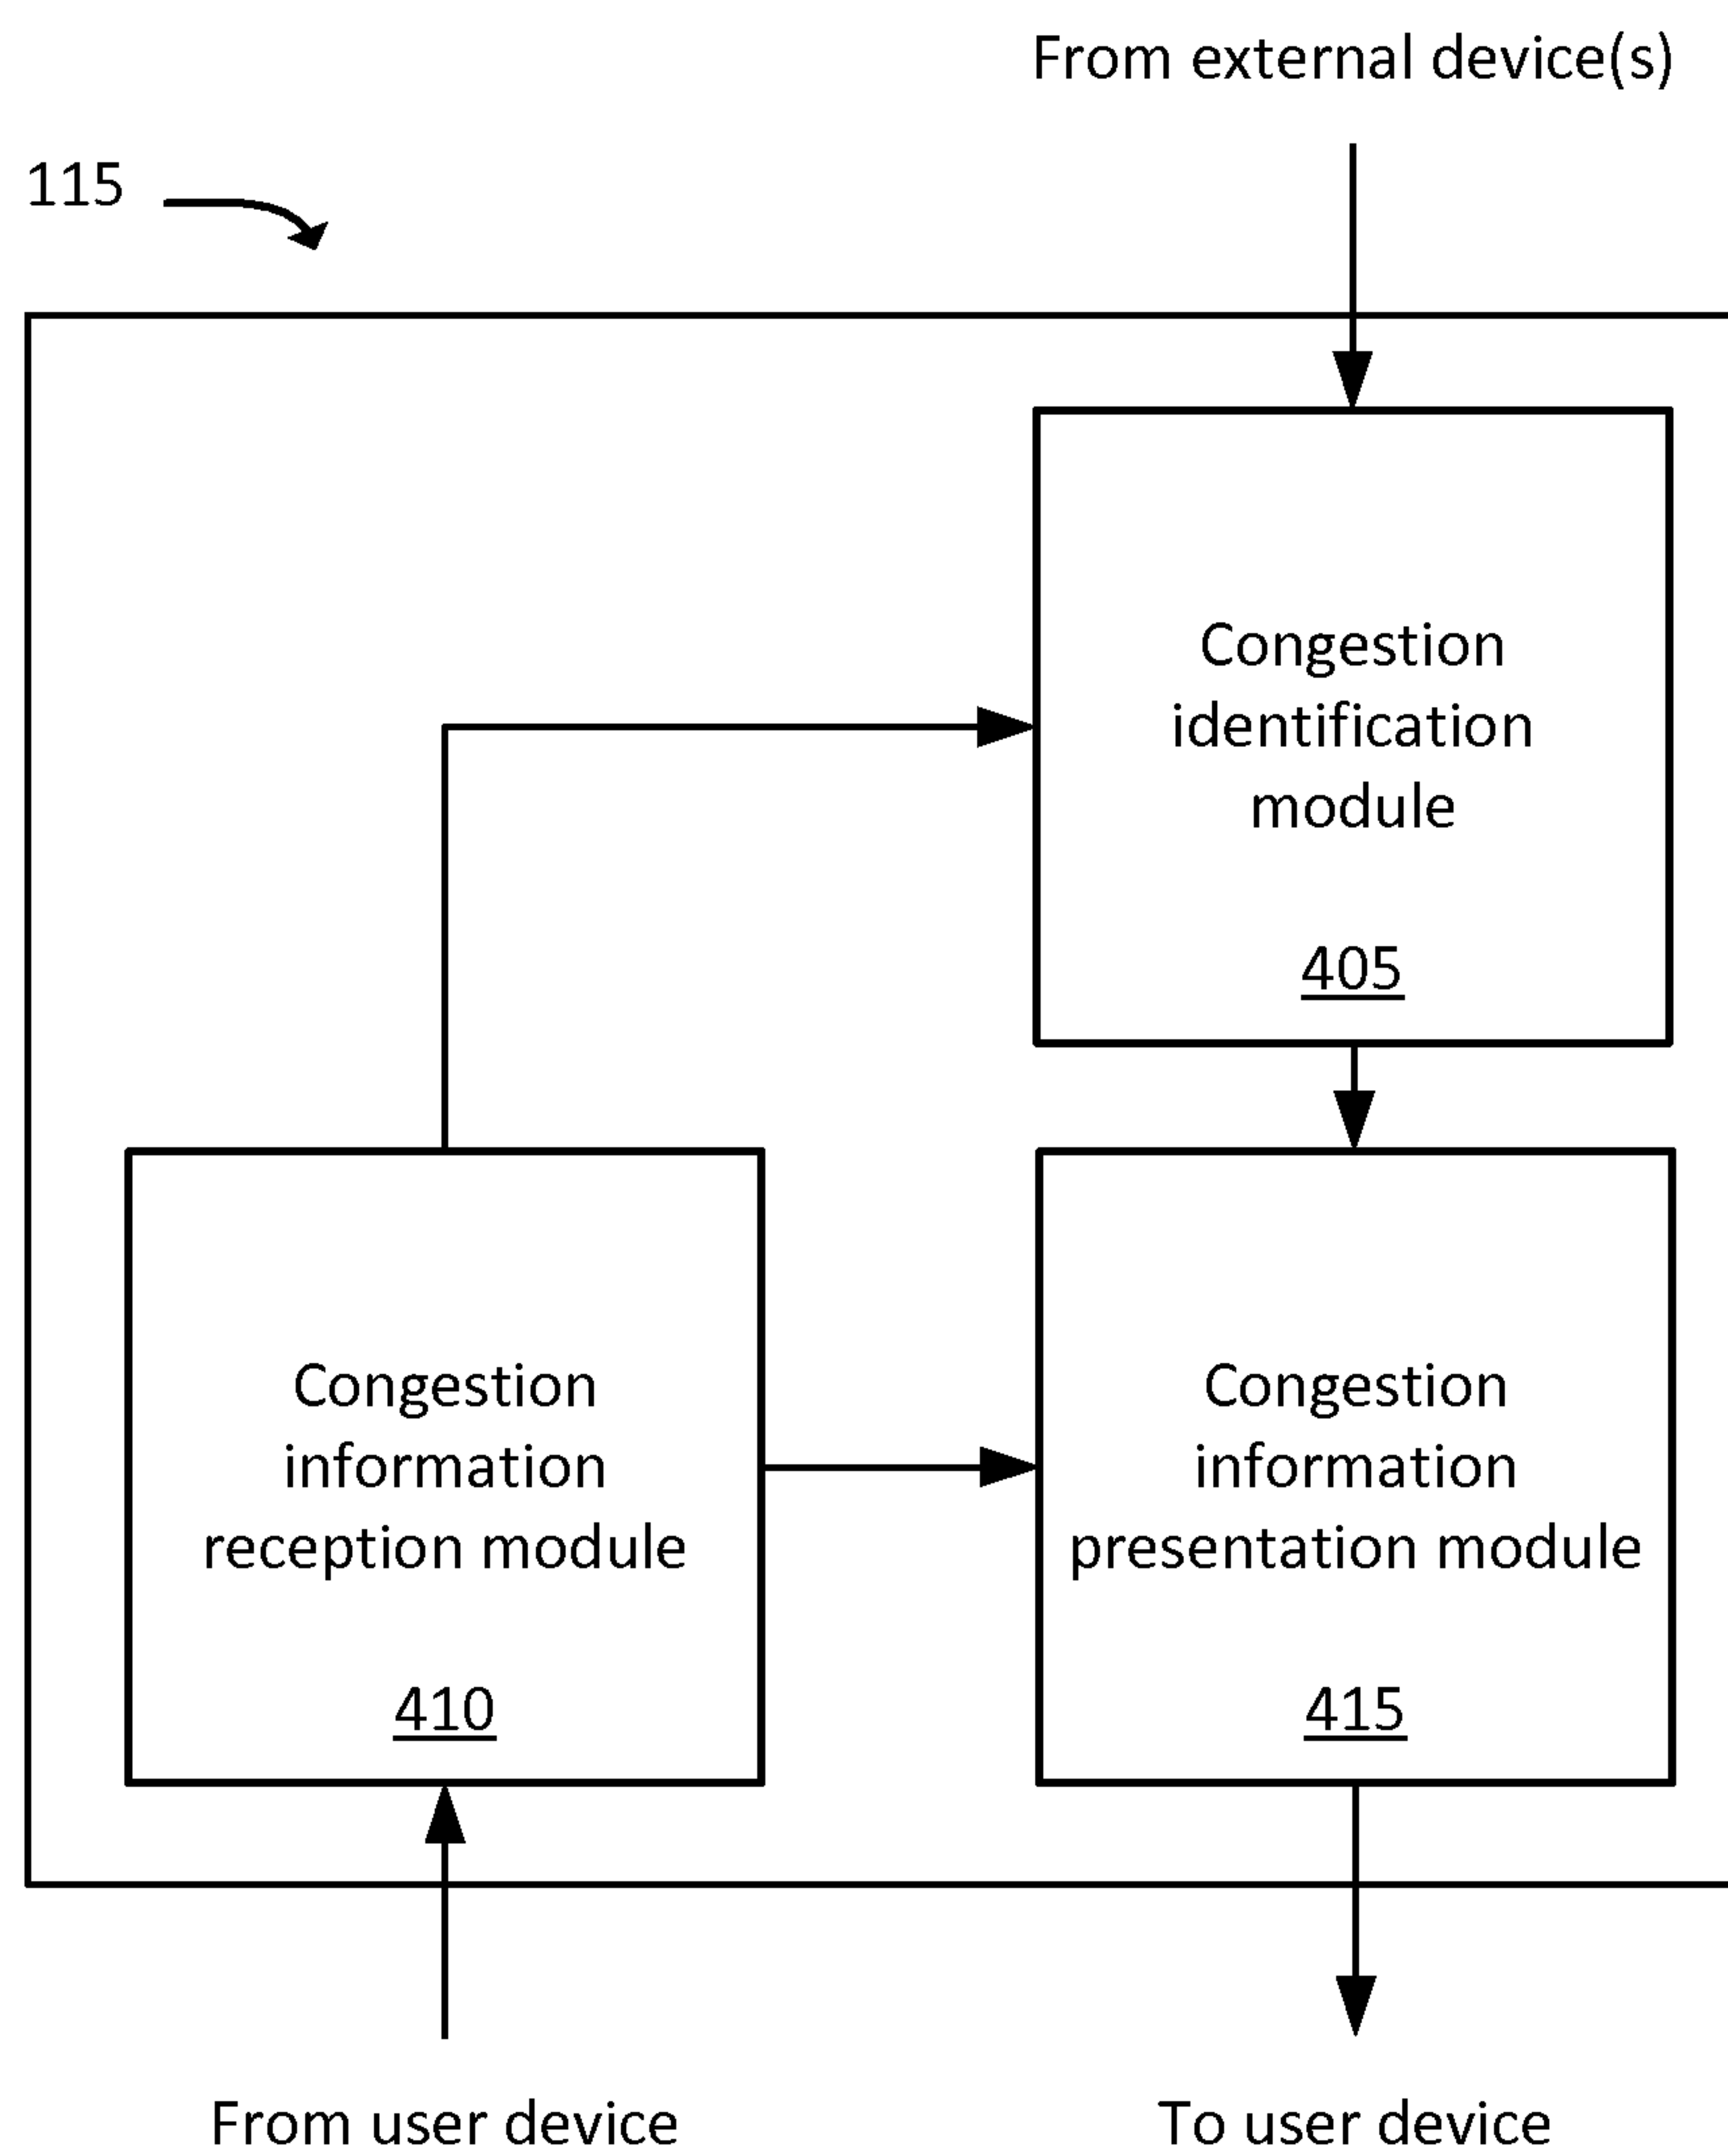 From external device(s)
115
Congestion
identification
module
405
Congestion
information
reception module
410
Congestion
information
presentation module
415
From user device
To user device